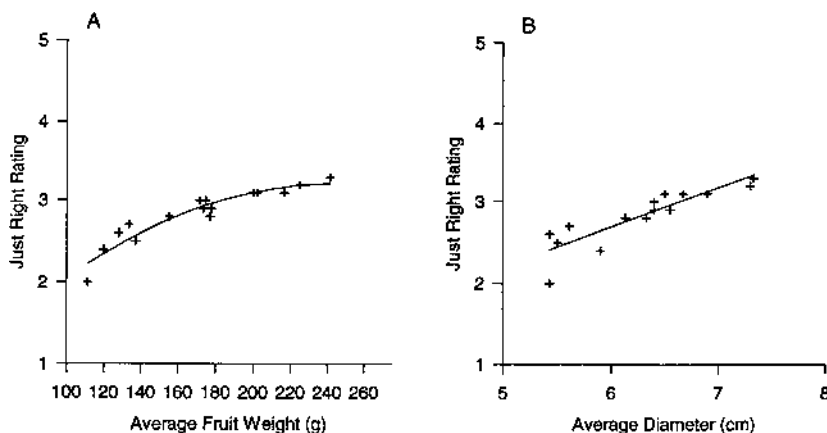 A
5
4
3
2
1
Just Right Rating
100 120 140 160 180 200 220 240 260
Average Fruit Weight (g)
B
5
4
3
2
1
Just Right Rating
5 6 7 8
Average Diameter (cm)